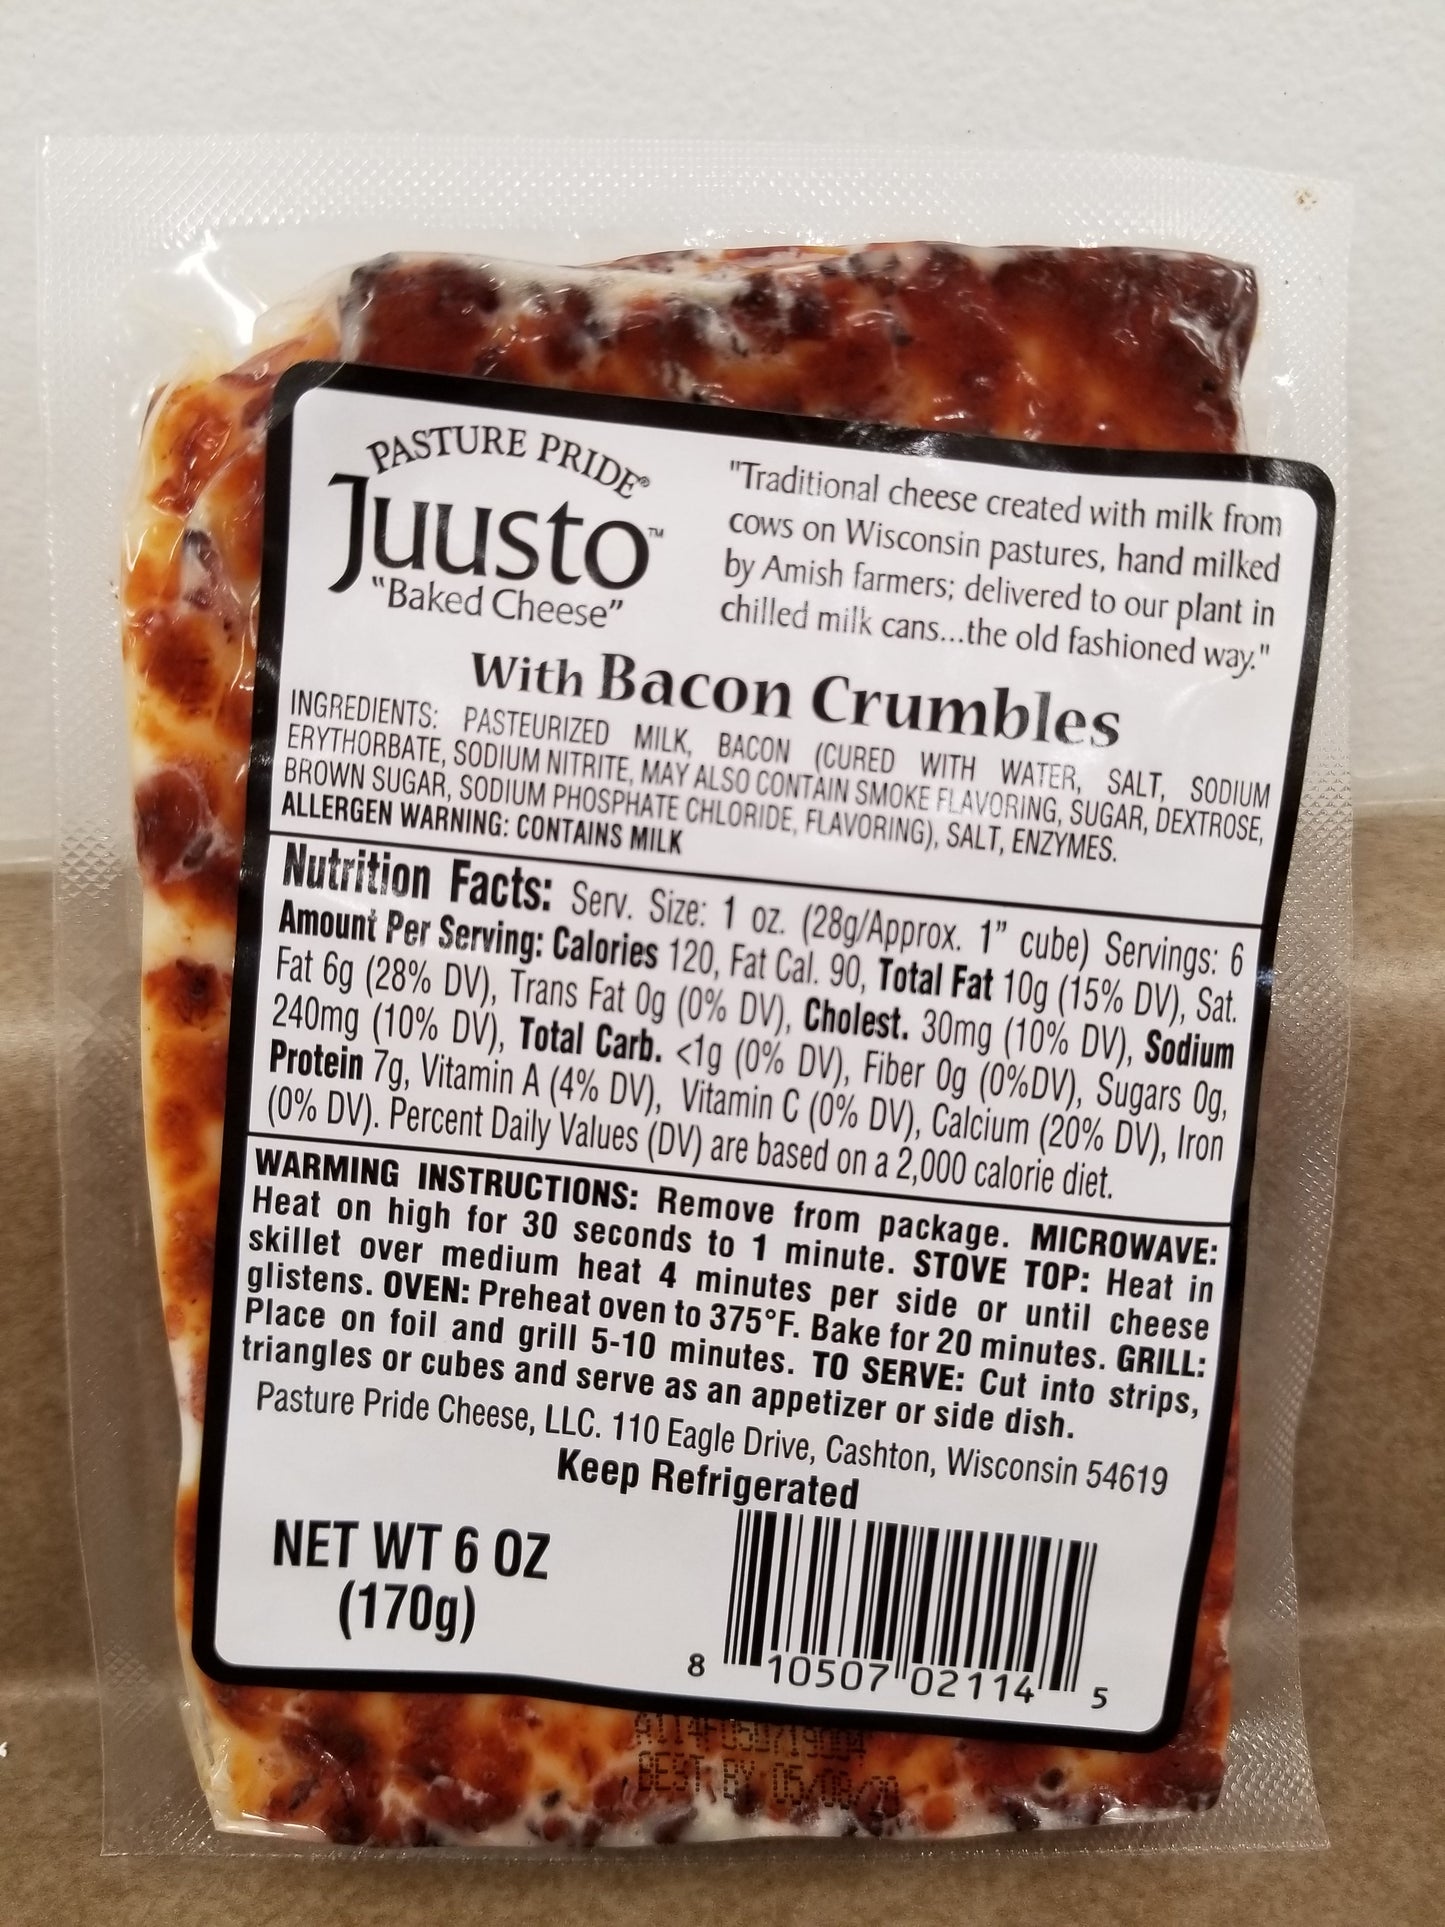 PASTURE PRIDE®
Juusto™
"Baked Cheese"
"Traditional cheese created with milk from
cows on Wisconsin pastures, hand milked
by Amish farmers; delivered to our plant in
chilled milk cans...the old fashioned way."
With Bacon Crumbles
INGREDIENTS: PASTEURIZED MILK, BACON (CURED WITH WATER, SALT, SODIUM
ERYTHORBATE, SODIUM NITRITE, MAY ALSO CONTAIN SMOKE FLAVORING, SUGAR, DEXTROSE,
BROWN SUGAR, SODIUM PHOSPHATE CHLORIDE, FLAVORING), SALT, ENZYMES.
ALLERGEN WARNING: CONTAINS MILK
Nutrition Facts: Serv. Size: 1 oz. (28g/Approx. 1" cube) Servings: 6
Amount Per Serving: Calories 120, Fat Cal. 90, Total Fat 10g (15% DV), Sat.
Fat 6g (28% DV), Trans Fat 0g (0% DV), Cholest. 30mg (10% DV), Sodium
240mg (10% DV), Total Carb. <1g (0% DV), Fiber 0g (0%DV), Sugars 0g,
Protein 7g, Vitamin A (4% DV), Vitamin C (0% DV), Calcium (20% DV), Iron
(0% DV). Percent Daily Values (DV) are based on a 2,000 calorie diet.
WARMING INSTRUCTIONS: Remove from package. MICROWAVE:
Heat on high for 30 seconds to 1 minute. STOVE TOP: Heat in
skillet over medium heat 4 minutes per side or until cheese
glistens. OVEN: Preheat oven to 375°F. Bake for 20 minutes. GRILL:
Place on foil and grill 5-10 minutes. TO SERVE: Cut into strips,
triangles or cubes and serve as an appetizer or side dish.
Pasture Pride Cheese, LLC. 110 Eagle Drive, Cashton, Wisconsin 54619
Keep Refrigerated
NET WT 6 OZ
(170g)
8 10507 02114 5
BEST BY